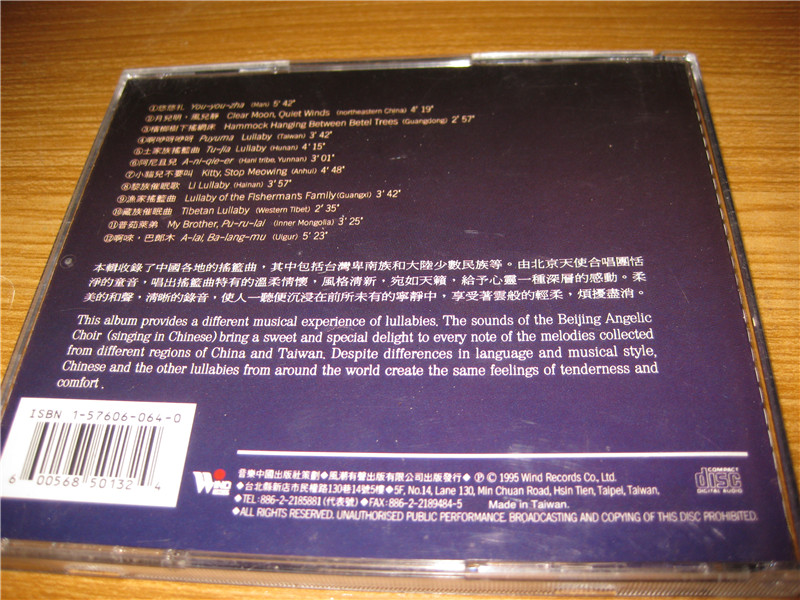 ①悠悠札 You-you-zha (Man) 5' 42"
②月兒明、風兒靜 Clear Moon, Quiet Winds (northeastern China) 4' 19"
③檳榔樹下搖網床 Hammock Hanging Between Betel Trees (Guangdong) 2' 57
④ Puyuma Lullaby (Taiwan) 3' 42"
⑤土家族搖籃曲 Tu-jia Lullaby (Hunan) 4' 15"
⑥阿尼且兒 A-ni-qie-er (Hani tribe, Yunnan) 3' 01"
⑦小貓兒不要叫 Kitty, Stop Meowing (Anhui) 4' 48"
⑧黎族催眠歌 Li Lullaby (Hainan) 3' 57"
⑨漁家搖籃曲 Lullaby of the Fisherman's Family(Guangxi) 3' 42"
⑩藏族催眠曲 Tibetan Lullaby (Western Tibet) 2' 35"
⑪普茹萊弟 My Brother, Pu-ru-lai (Inner Mongolia) 3' 25"
⑫啊唻，巴郎木 A-lai, Ba-lang-mu (Uigur) 5' 23"
本輯收錄了中國各地的搖籃曲，其中包括台灣卑南族和大陸少數民族等。由北京天使合唱團恬
淨的童音，唱出搖籃曲特有的溫柔情懷，風格清新，宛如天籟，給予心靈一種深層的感動。柔
美的和聲，清晰的錄音，使人一聽便沉浸在前所未有的寧靜中，享受著雲般的輕柔，煩擾盡消。
This album provides a different musical experience of lullabies. The sounds of the Beijing Angelic
Choir (singing in Chinese) bring a sweet and special delight to every note of the melodies collected
from different regions of China and Taiwan. Despite differences in language and musical style,
Chinese and the other lullabies from around the world create the same feelings of tenderness and
comfort.
ISBN 1-57606-064-0
6 00568 50132 4
WIND
音樂中國出版社策劃◆風潮有聲出版有限公司出版發行◆ ℗ © 1995 Wind Records Co., Ltd.
◆台北縣新店市民權路130巷14號5樓◆5F, No.14, Lane 130, Min Chuan Road, Hsin Tien, Taipei, Taiwan.
◆TEL:886-2-2185881 (代表號) ◆FAX:886-2-2189484-5 Made in Taiwan.
◆ALL RIGHTS RESERVED. UNAUTHORISED PUBLIC PERFORMANCE, BROADCASTING AND COPYING OF THIS DISC PROHIBITED.
COMPACT
disc
DIGITAL AUDIO